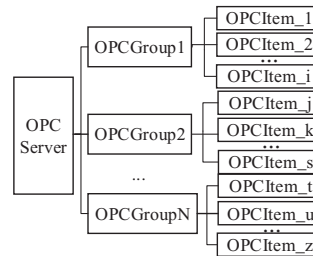 OPC
Server
OPCGroup1
OPCItem_1
OPCItem_2
...
OPCItem_i
OPCGroup2
OPCItem_j
OPCItem_k
...
OPCItem_s
...
OPCGroupN
OPCItem_t
OPCItem_u
...
OPCItem_z